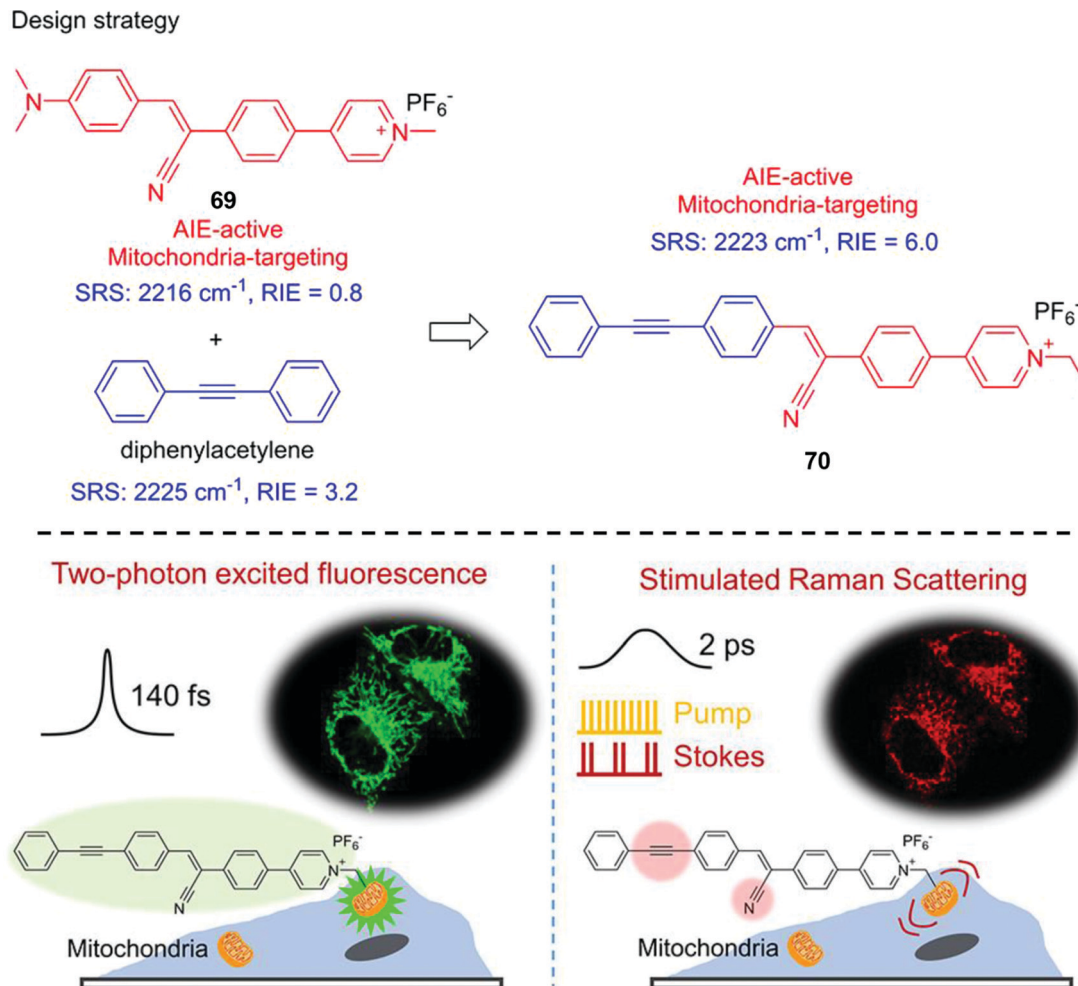 Design strategy
N
N
PF₆⁻
+
N
69
AIE-active
Mitochondria-targeting
SRS: 2216 cm⁻¹, RIE = 0.8
+
diphenylacetylene
SRS: 2225 cm⁻¹, RIE = 3.2
AIE-active
Mitochondria-targeting
SRS: 2223 cm⁻¹, RIE = 6.0
PF₆⁻
+
N
N
70
Two-photon excited fluorescence
140 fs
PF₆⁻
+
N
N
Mitochondria
Stimulated Raman Scattering
2 ps
Pump
Stokes
PF₆⁻
+
N
N
Mitochondria